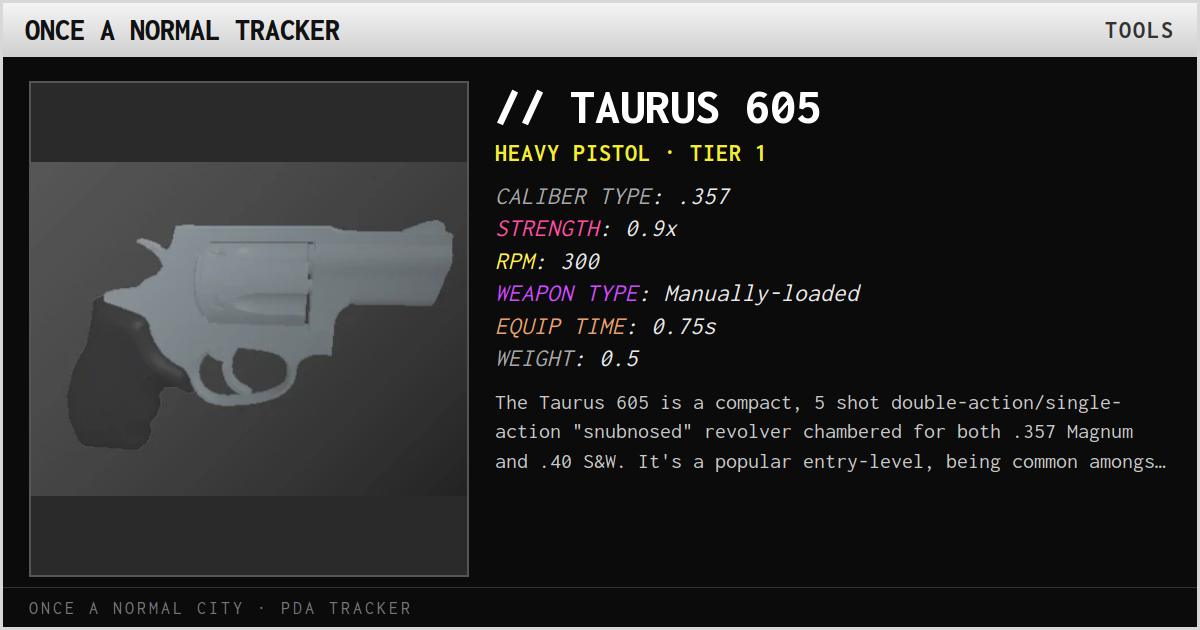 ONCE A NORMAL TRACKER
TOOLS
// TAURUS 605
HEAVY PISTOL · TIER 1
CALIBER TYPE: .357
STRENGTH: 0.9x
RPM: 300
WEAPON TYPE: Manually-loaded
EQUIP TIME: 0.75s
WEIGHT: 0.5
The Taurus 605 is a compact, 5 shot double-action/single-
action "snubnosed" revolver chambered for both .357 Magnum
and .40 S&W. It's a popular entry-level, being common amongs…
ONCE A NORMAL CITY · PDA TRACKER